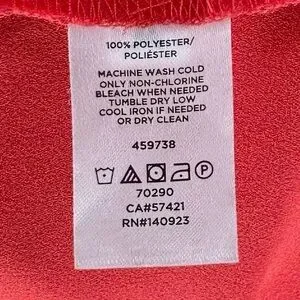 100% POLYESTER/
POLIÉSTER
MACHINE WASH COLD
ONLY NON-CHLORINE
BLEACH WHEN NEEDED
TUMBLE DRY LOW
COOL IRON IF NEEDED
OR DRY CLEAN
459738
70290
CA#57421
RN#140923